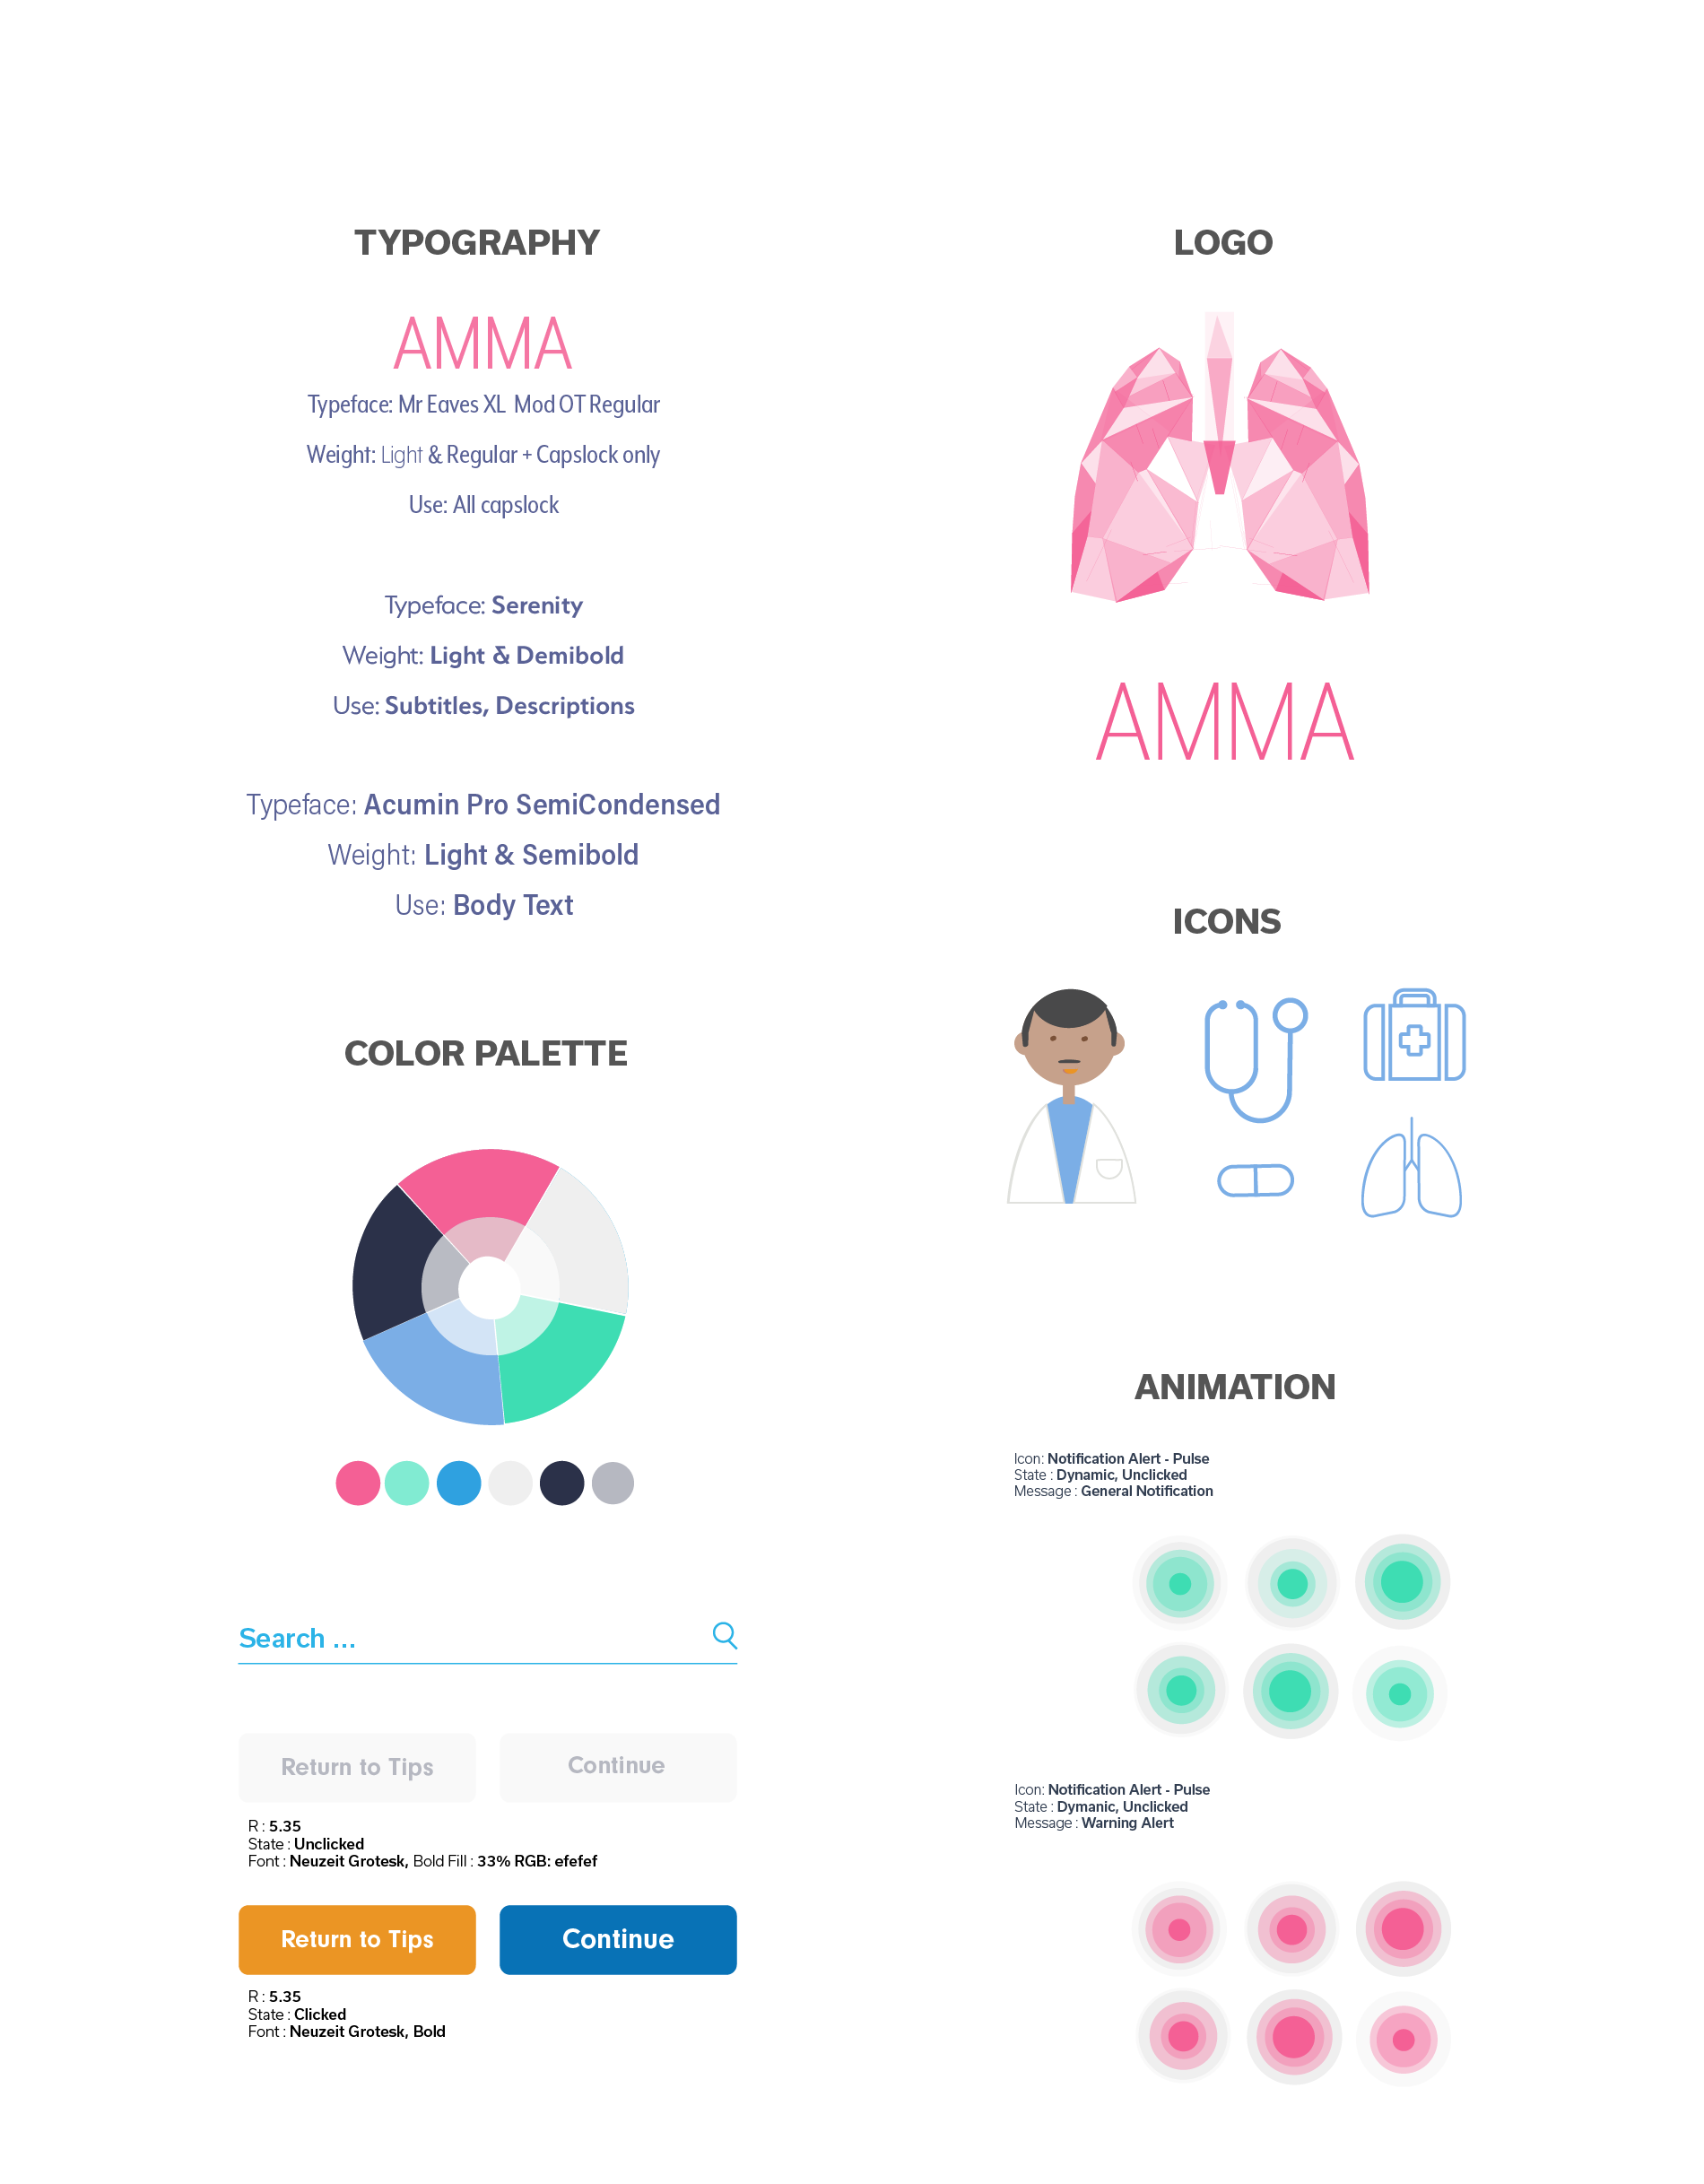 TYPOGRAPHY
AMMA
Typeface: Mr Eaves XL Mod OT Regular
Weight: Light & Regular + Capslock only
Use: All capslock
Typeface: Serenity
Weight: Light & Demibold
Use: Subtitles, Descriptions
Typeface: Acumin Pro SemiCondensed
Weight: Light & Semibold
Use: Body Text
COLOR PALETTE
Search ...
Return to Tips
Continue
R : 5.35
State : Unclicked
Font : Neuzeit Grotesk, Bold Fill : 33% RGB: efefef
Return to Tips
Continue
R : 5.35
State : Clicked
Font : Neuzeit Grotesk, Bold
LOGO
AMMA
ICONS
ANIMATION
Icon: Notification Alert - Pulse
State : Dynamic, Unclicked
Message : General Notification
Icon: Notification Alert - Pulse
State : Dymanic, Unclicked
Message : Warning Alert